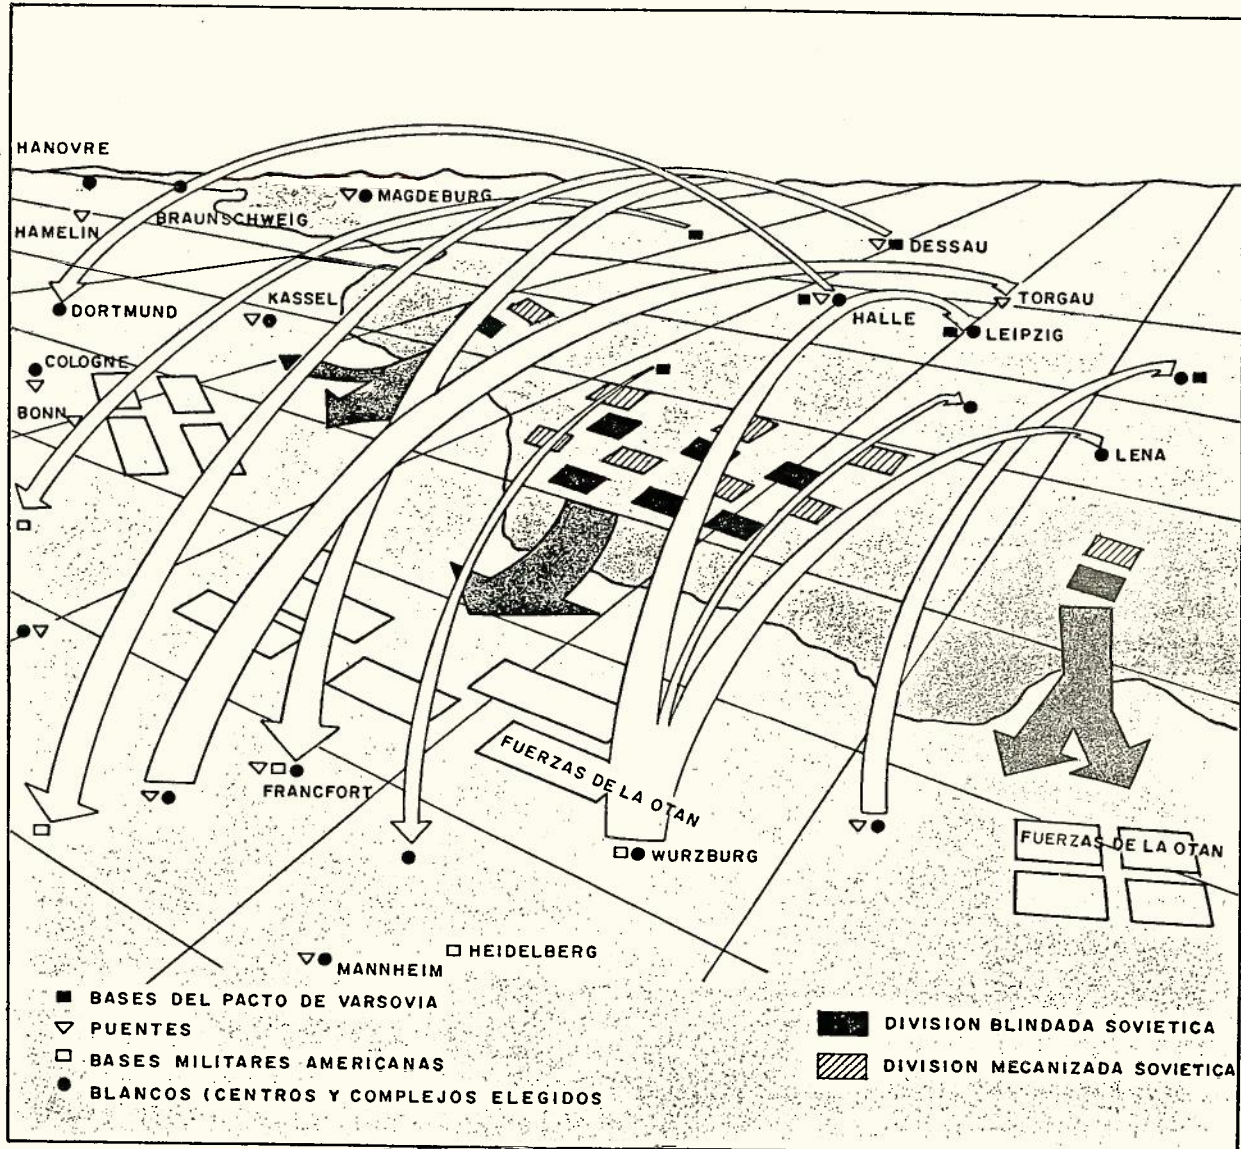 HANOVRE
MAGDEBURG
BRAUNSCHWEIG
HAMELIN
DESSAU
KASSEL
TORGAU
DORTMUND
HALLE
LEIPZIG
COLOGNE
BONN
LENA
FUERZAS DE LA OTAN
FRANCFORT
WURZBURG
FUERZAS DE LA OTAN
HEIDELBERG
MANNHEIM
BASES DEL PACTO DE VARSOVIA
PUENTES
BASES MILITARES AMERICANAS
BLANCOS (CENTROS Y COMPLEJOS ELEGIDOS
DIVISION BLINDADA SOVIETICA
DIVISION MECANIZADA SOVIETICA